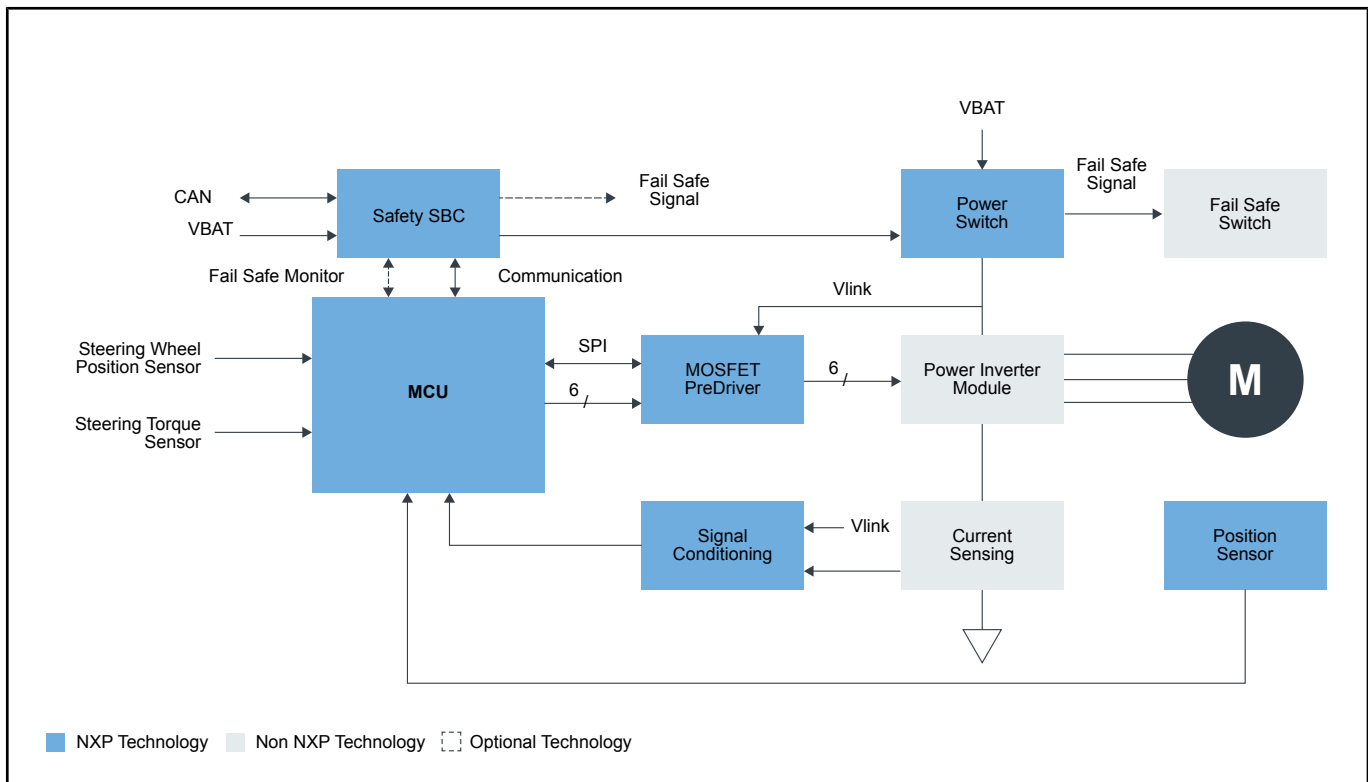 VBAT
CAN
VBAT
Safety SBC
Fail Safe
Signal
Power
Switch
Fail Safe
Signal
Fail Safe
Switch
Fail Safe Monitor
Communication
Vlink
Steering Wheel
Position Sensor
Steering Torque
Sensor
MCU
SPI
6
MOSFET
PreDriver
6
Power Inverter
Module
M
Signal
Conditioning
Vlink
Current
Sensing
Position
Sensor
NXP Technology
Non NXP Technology
Optional Technology